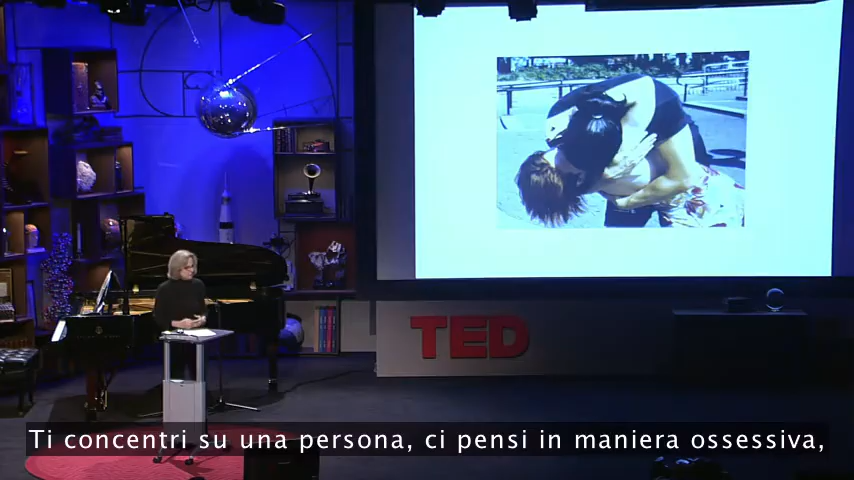 TED
Ti concentri su una persona, ci pensi in maniera ossessiva,